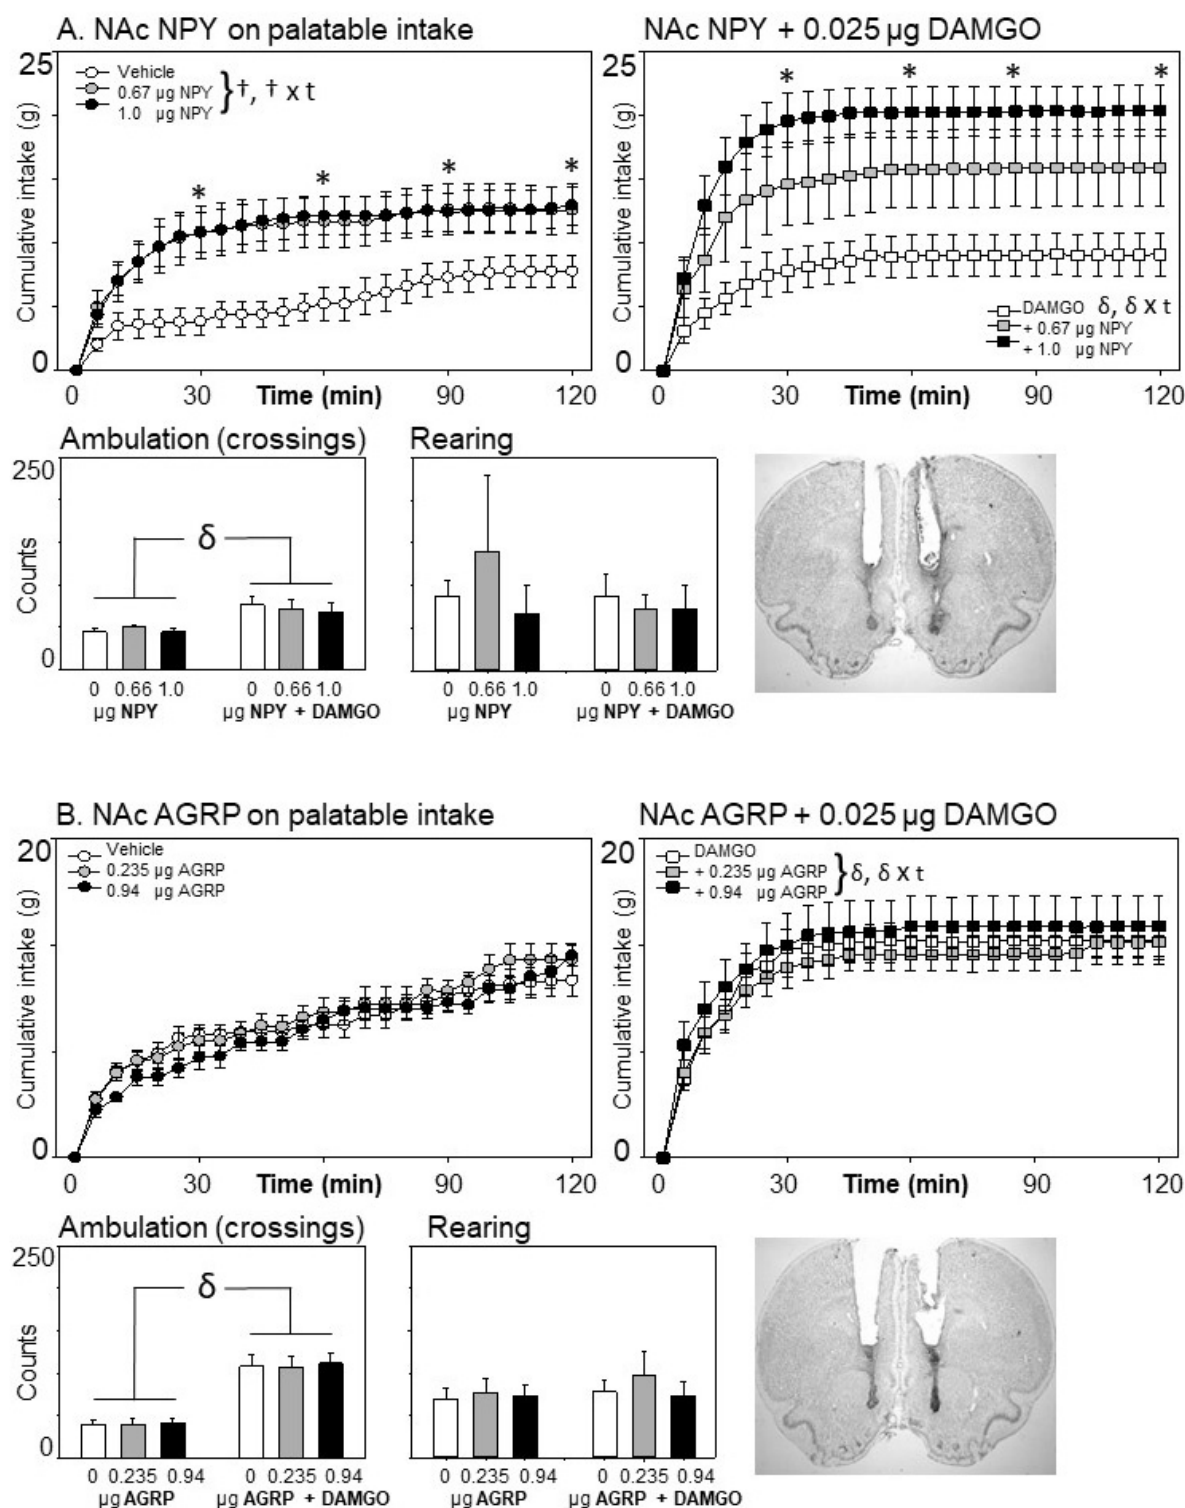 A. NAc NPY on palatable intake
NAc NPY + 0.025 µg DAMGO
25
Cumulative intake (g)
0
Vehicle
0.67 µg NPY
1.0 µg NPY
} †, † x t
* * * *
0 30 Time (min) 90 120
Cumulative intake (g)
25
0
* * * *
DAMGO δ, δ x t
+ 0.67 µg NPY
+ 1.0 µg NPY
0 30 Time (min) 90 120
Ambulation (crossings)
250
Counts
0
δ
0 0.66 1.0
0 0.66 1.0
µg NPY
µg NPY + DAMGO
Rearing
0 0.66 1.0
0 0.66 1.0
µg NPY
µg NPY + DAMGO
B. NAc AGRP on palatable intake
NAc AGRP + 0.025 µg DAMGO
20
Cumulative intake (g)
0
Vehicle
0.235 µg AGRP
0.94 µg AGRP
0 30 Time (min) 90 120
20
Cumulative intake (g)
0
DAMGO
+ 0.235 µg AGRP
+ 0.94 µg AGRP
} δ, δ x t
0 30 Time (min) 90 120
Ambulation (crossings)
250
Counts
0
δ
0 0.235 0.94
0 0.235 0.94
µg AGRP
µg AGRP + DAMGO
Rearing
0 0.235 0.94
0 0.235 0.94
µg AGRP
µg AGRP + DAMGO